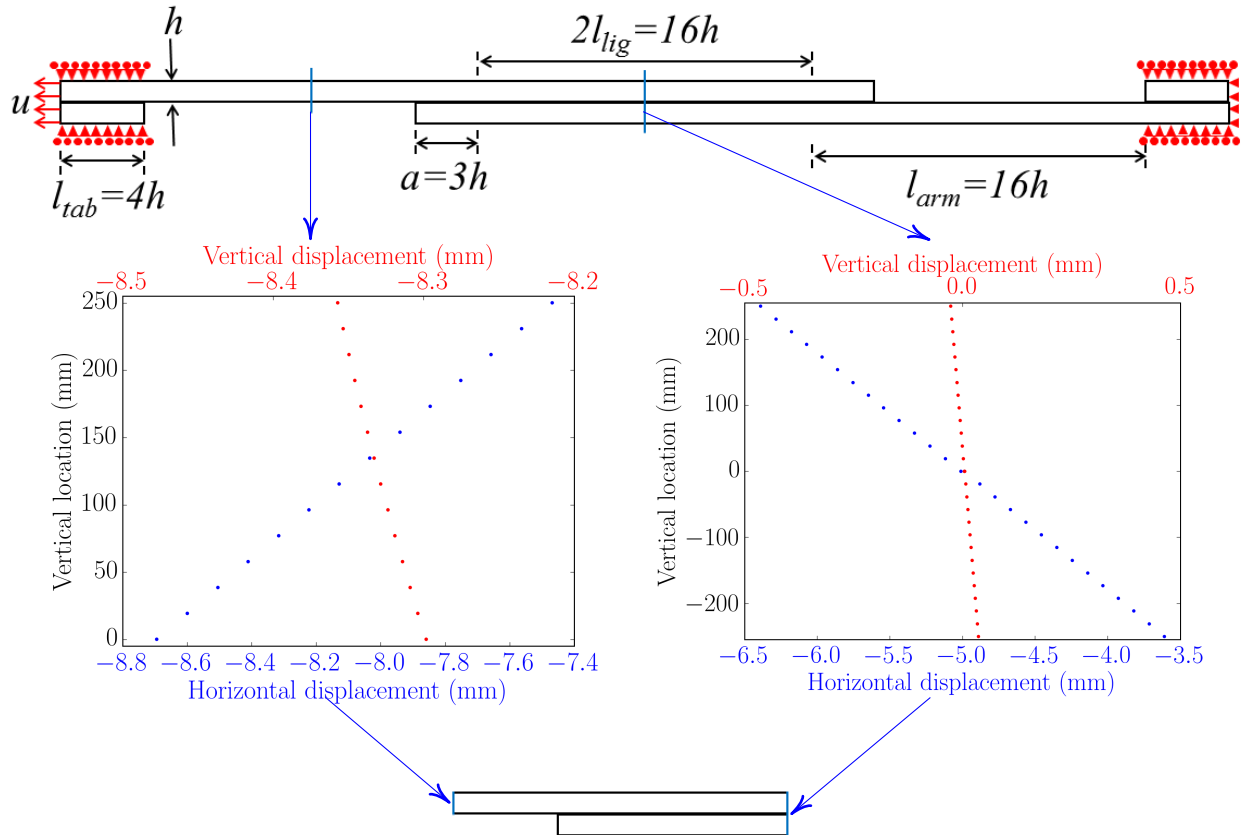 h
2l_lig=16h
u
l_tab=4h
a=3h
l_arm=16h
Vertical displacement (mm)
−8.5 −8.4 −8.3 −8.2
Vertical location (mm)
250
200
150
100
50
0
−8.8 −8.6 −8.4 −8.2 −8.0 −7.8 −7.6 −7.4
Horizontal displacement (mm)
Vertical displacement (mm)
−0.5 0.0 0.5
Vertical location (mm)
200
100
0
−100
−200
−6.5 −6.0 −5.5 −5.0 −4.5 −4.0 −3.5
Horizontal displacement (mm)